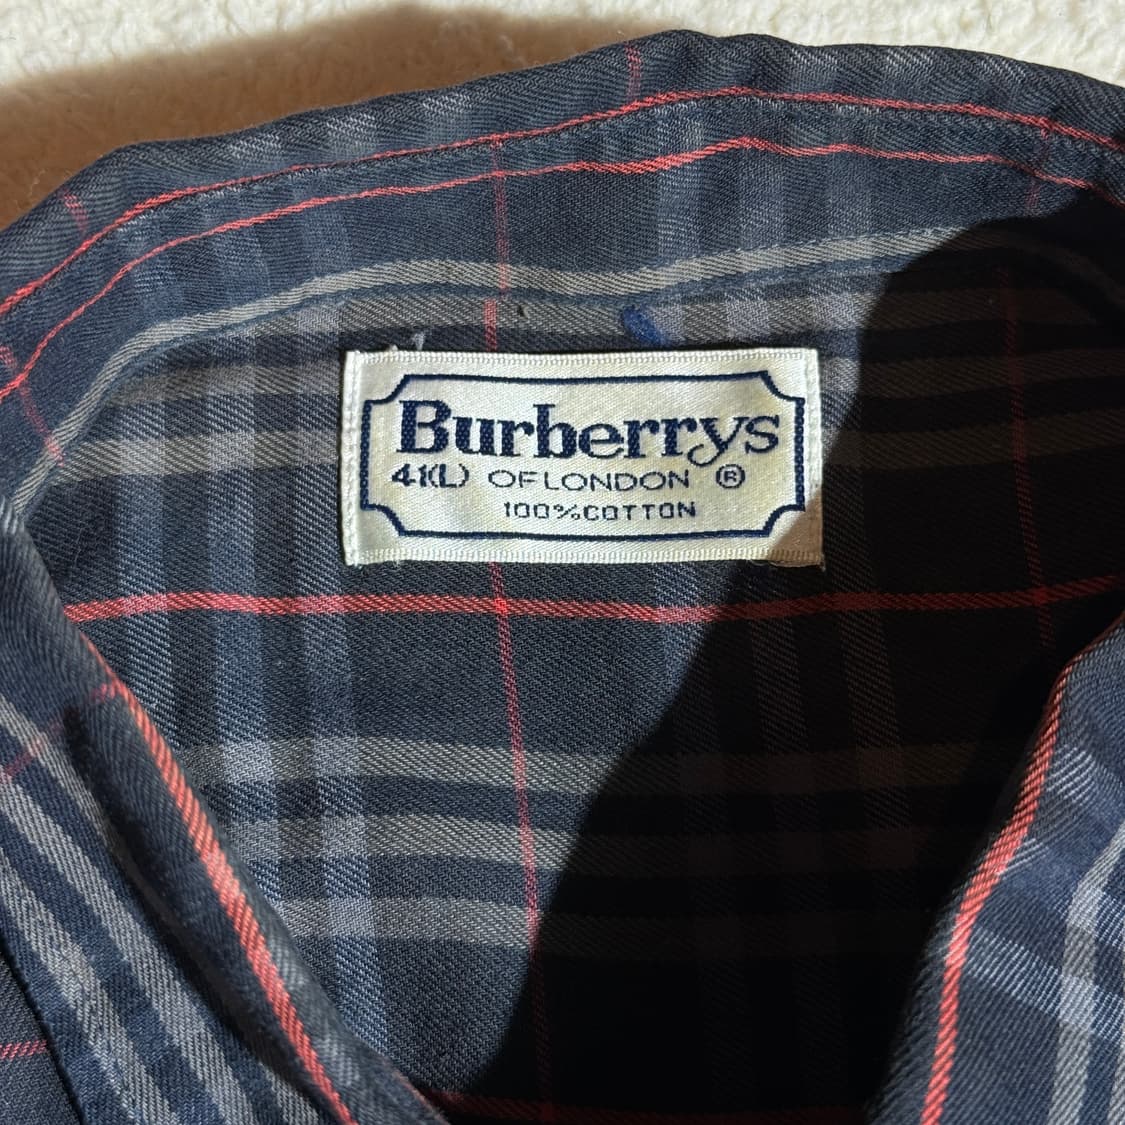 Burberrys
41(L) OF LONDON ®
100%COTTON